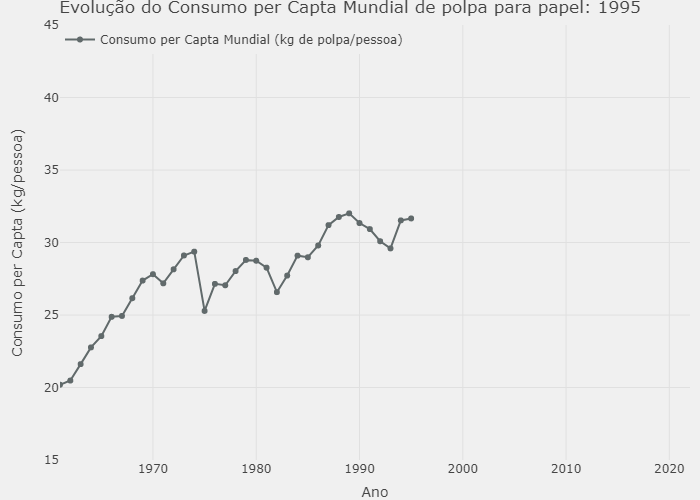 Evolução do Consumo per Capta Mundial de polpa para papel: 1995
Consumo per Capta Mundial (kg de polpa/pessoa)
Consumo per Capta (kg/pessoa)
45
40
35
30
25
20
15
1970 1980 1990 2000 2010 2020
Ano